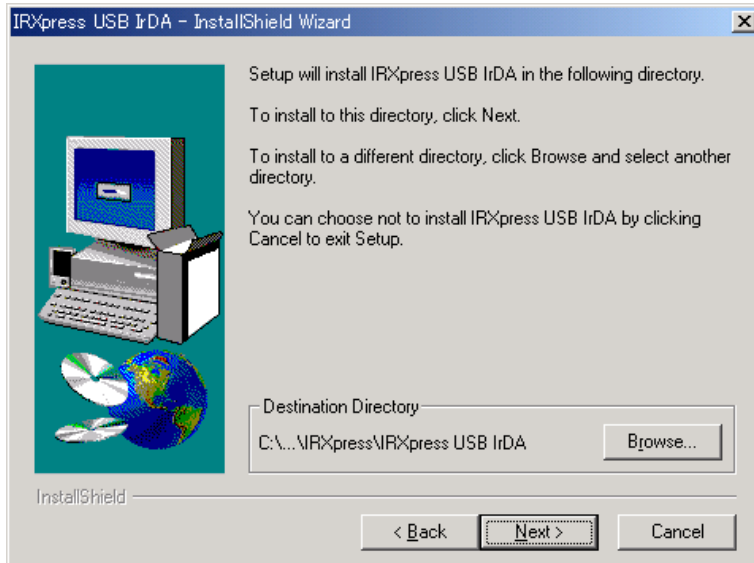 IRXpress USB IrDA - InstallShield Wizard
Setup will install IRXpress USB IrDA in the following directory.
To install to this directory, click Next.
To install to a different directory, click Browse and select another
directory.
You can choose not to install IRXpress USB IrDA by clicking
Cancel to exit Setup.
Destination Directory
C:\...\IRXpress\IRXpress USB IrDA
Browse...
InstallShield
< Back
Next >
Cancel